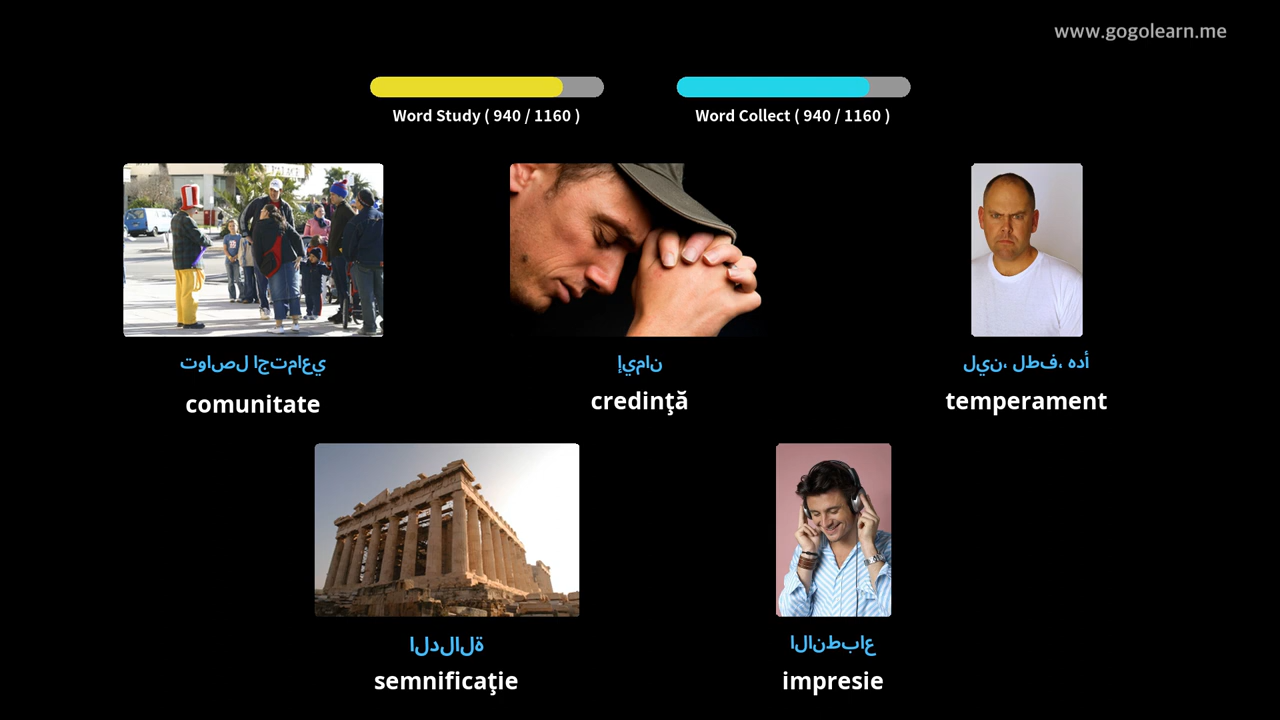 www.gogolearn.me
Word Study ( 940 / 1160 )
Word Collect ( 940 / 1160 )
تواصل اجتماعي
إيمان
لين، لطف، هدأ
comunitate
credinţă
temperament
الدلالة
الانطباع
semnificaţie
impresie